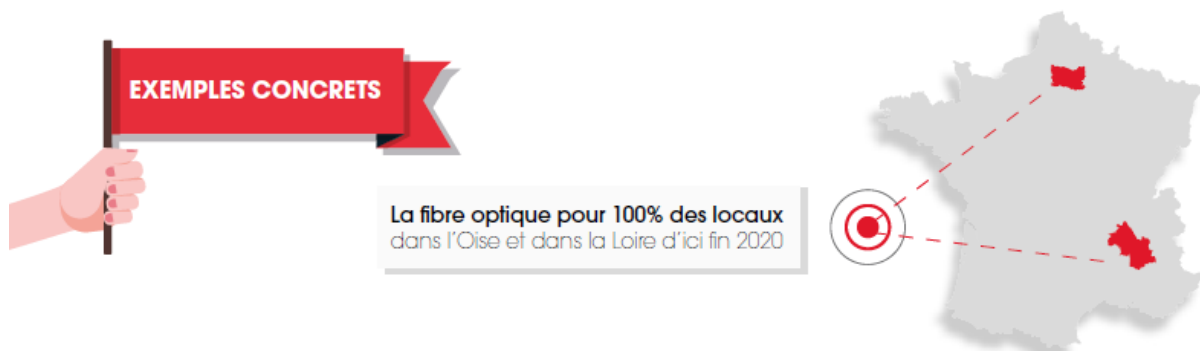 EXEMPLES CONCRETS
La fibre optique pour 100% des locaux
dans l'Oise et dans la Loire d'ici fin 2020